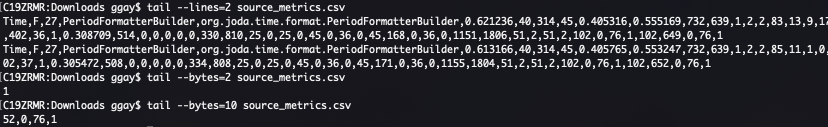 [C19ZRMR:Downloads ggay$ tail --lines=2 source_metrics.csv
Time,F,27,PeriodFormatterBuilder,org.joda.time.format.PeriodFormatterBuilder,0.621236,40,314,45,0.405316,0.555169,732,639,1,2,2,83,13,9,17
,402,36,1,0.308709,514,0,0,0,0,0,330,810,25,0,25,0,45,0,36,0,45,168,0,36,0,1151,1806,51,2,51,2,102,0,76,1,102,649,0,76,1
Time,F,27,PeriodFormatterBuilder,org.joda.time.format.PeriodFormatterBuilder,0.613166,40,314,45,0.405765,0.553247,732,639,1,2,2,85,11,1,0,
02,37,1,0.305472,508,0,0,0,0,0,334,808,25,0,25,0,45,0,36,0,45,171,0,36,0,1155,1804,51,2,51,2,102,0,76,1,102,652,0,76,1
[C19ZRMR:Downloads ggay$ tail --bytes=2 source_metrics.csv
1
[C19ZRMR:Downloads ggay$ tail --bytes=10 source_metrics.csv
52,0,76,1